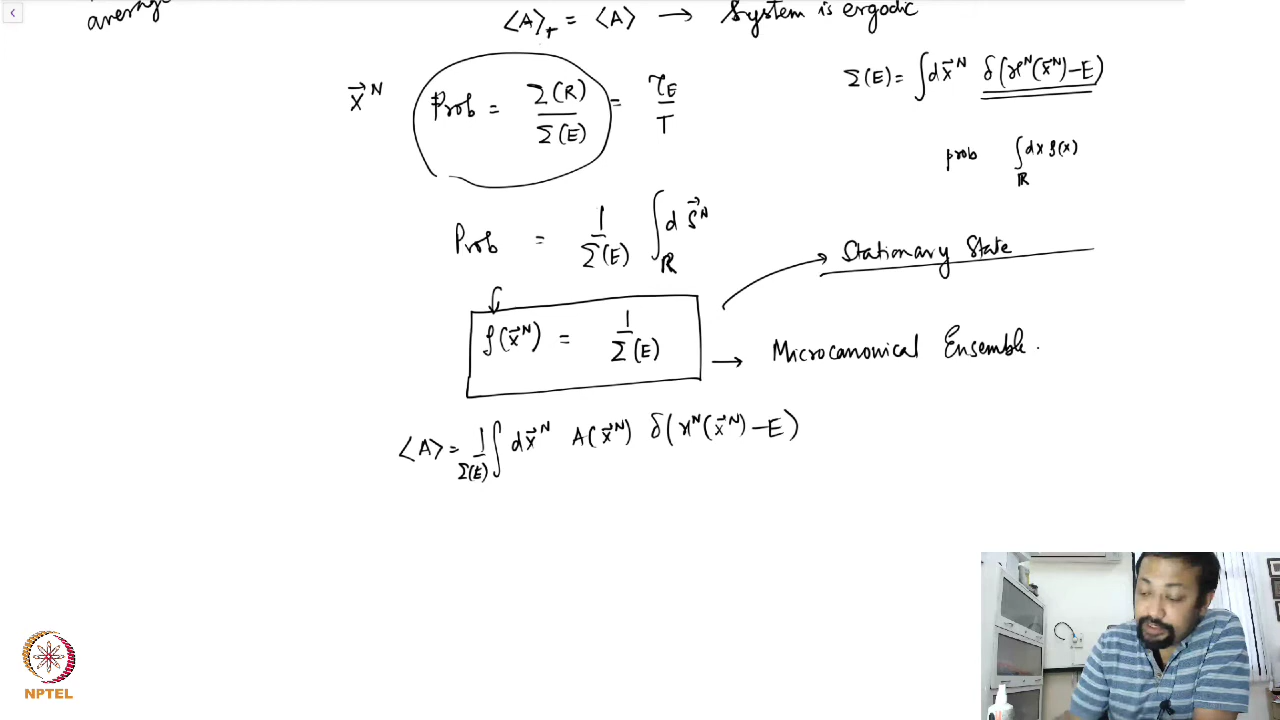 average
⟨A⟩_T = ⟨A⟩ → System is ergodic
Σ(E) = ∫ dx⃗^N δ(ℋ^N(x⃗^N) − E)
x⃗^N Prob = Σ(R)/Σ(E) = τ_E/T
prob ∫_R dx ρ(x)
Prob = 1/Σ(E) ∫_R dρ⃗^N
Stationary State
ρ(x⃗^N) = 1/Σ(E)
→ Microcanonical Ensemble.
⟨A⟩ = 1/Σ(E) ∫ dx⃗^N A(x⃗^N) δ(ℋ^N(x⃗^N) − E)
NPTEL